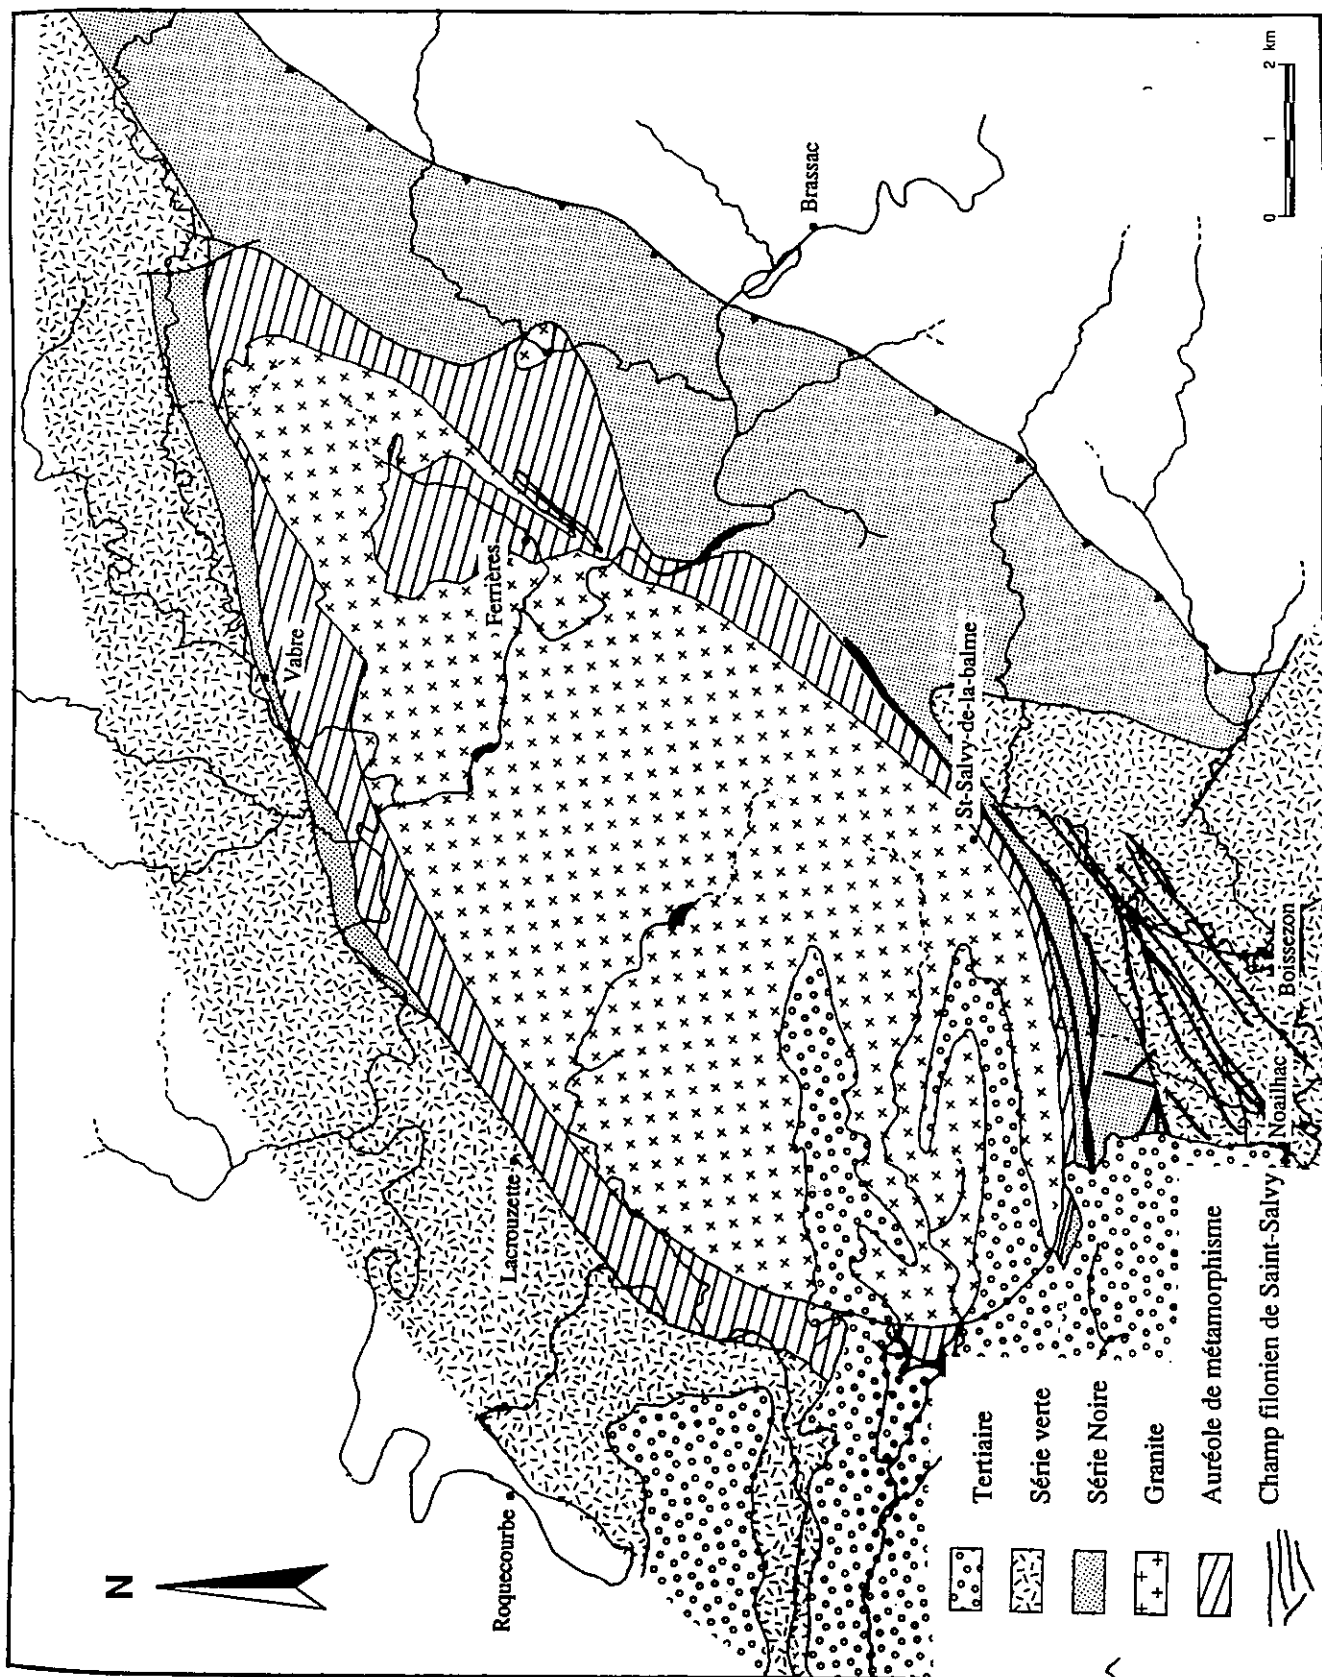 N
Vabre
Ferrières
Brassac
Lacrouzette
Roquecourbe
St-Salvy-de-la-balme
Noailhac
Boissezon
0 1 2 km
Tertiaire
Série verte
Série Noire
Granite
Auréole de métamorphisme
Champ filonien de Saint-Salvy